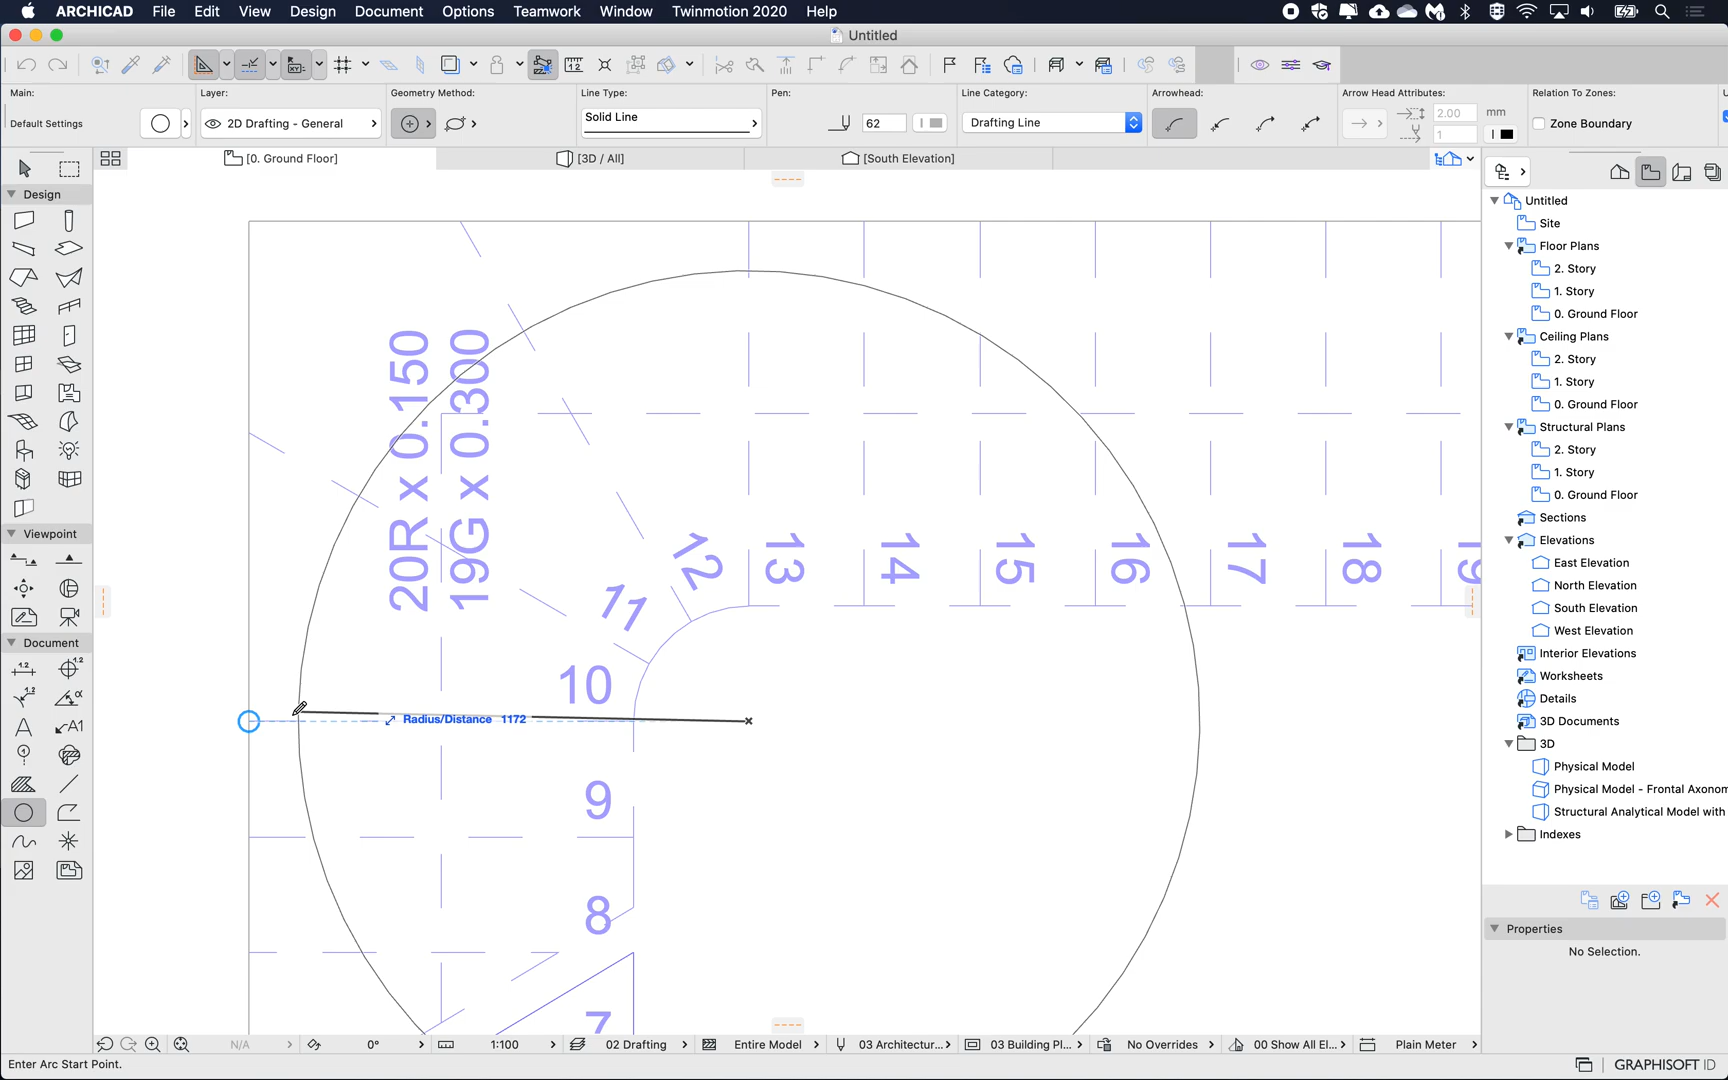 ARCHICAD File Edit View Design Document Options Teamwork Window Twinmotion 2020 Help
Untitled
Main:
Default Settings
Layer:
2D Drafting - General
Geometry Method:
Line Type:
Solid Line
Pen:
62
Line Category:
Drafting Line
Arrowhead:
Arrow Head Attributes:
2.00 mm
1
Relation To Zones:
Zone Boundary
[0. Ground Floor]
[3D / All]
[South Elevation]
Design
Viewpoint
Document
20R x 0.150
19G x 0.300
7
8
9
10
11
12
13
14
15
16
17
18
19
Radius/Distance 1172
Untitled
Site
Floor Plans
2. Story
1. Story
0. Ground Floor
Ceiling Plans
2. Story
1. Story
0. Ground Floor
Structural Plans
2. Story
1. Story
0. Ground Floor
Sections
Elevations
East Elevation
North Elevation
South Elevation
West Elevation
Interior Elevations
Worksheets
Details
3D Documents
3D
Physical Model
Physical Model - Frontal Axonom
Structural Analytical Model with
Indexes
Properties
No Selection.
N/A
0°
1:100
02 Drafting
Entire Model
03 Architectur...
03 Building Pl...
No Overrides
00 Show All El...
Plain Meter
Enter Arc Start Point.
GRAPHISOFT ID